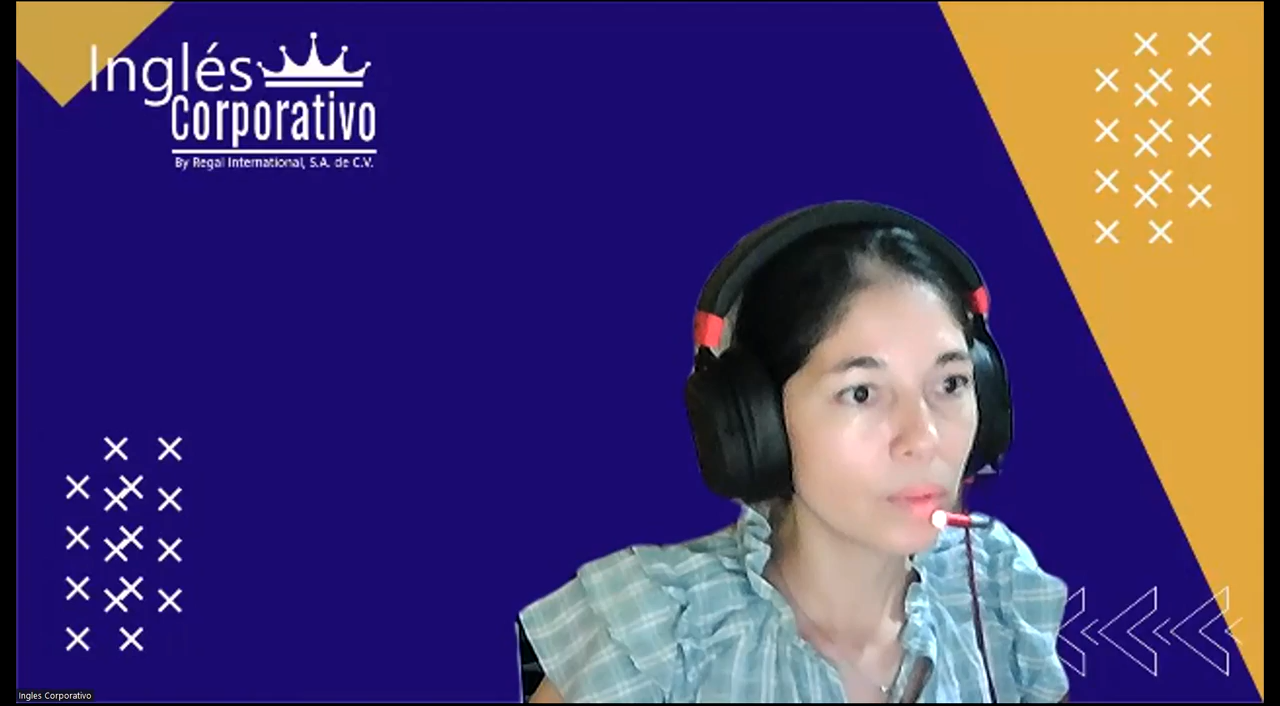 Inglés
Corporativo
By Regal International, S.A. de C.V.
Ingles Corporativo